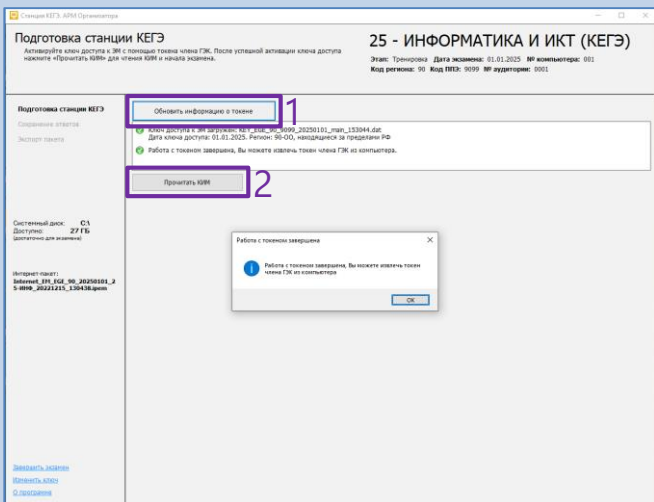 Станция КЕГЭ. АРМ Организатора
Подготовка станции КЕГЭ
Активируйте ключ доступа к ЭМ с помощью токена члена ГЭК. После успешной активации ключа доступа
нажмите «Прочитать КИМ» для чтения КИМ и начала экзамена.
25 - ИНФОРМАТИКА И ИКТ (КЕГЭ)
Этап: Тренировка Дата экзамена: 01.01.2025 № компьютера: 001
Код региона: 90 Код ППЭ: 9099 № аудитории: 0001
Подготовка станции КЕГЭ
Сохранение ответов
Экспорт пакета
Обновить информацию о токене
1
Ключ доступа к ЭМ загружен: KEY_EGE_90_9099_20250101_main_153044.dat
Дата ключа доступа: 01.01.2025. Регион: 90-ОО, находящиеся за пределами РФ
Работа с токеном завершена, Вы можете извлечь токен члена ГЭК из компьютера.
Прочитать КИМ
2
Системный диск: C:\
Доступно: 27 ГБ
(достаточно для экзамена)
Интернет-пакет:
Internet_EM_EGE_90_20250101_2
5-ИНФ_20221215_130438.ipem
Работа с токеном завершена
Работа с токеном завершена, Вы можете извлечь токен
члена ГЭК из компьютера
ОК
Завершить экзамен
Изменить ключ
О программе